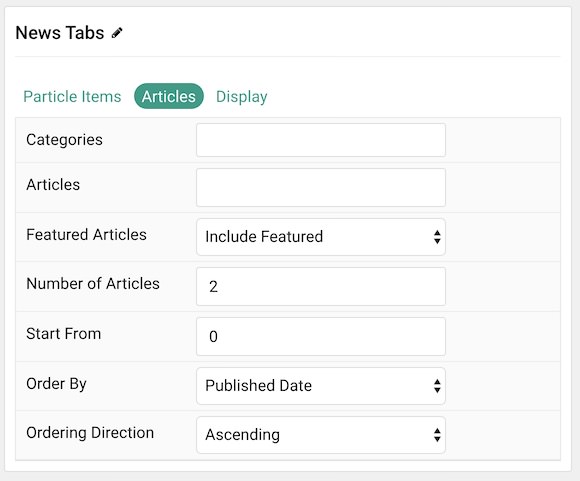 News Tabs
Particle Items Articles Display
Categories
Articles
Featured Articles Include Featured
Number of Articles 2
Start From 0
Order By Published Date
Ordering Direction Ascending